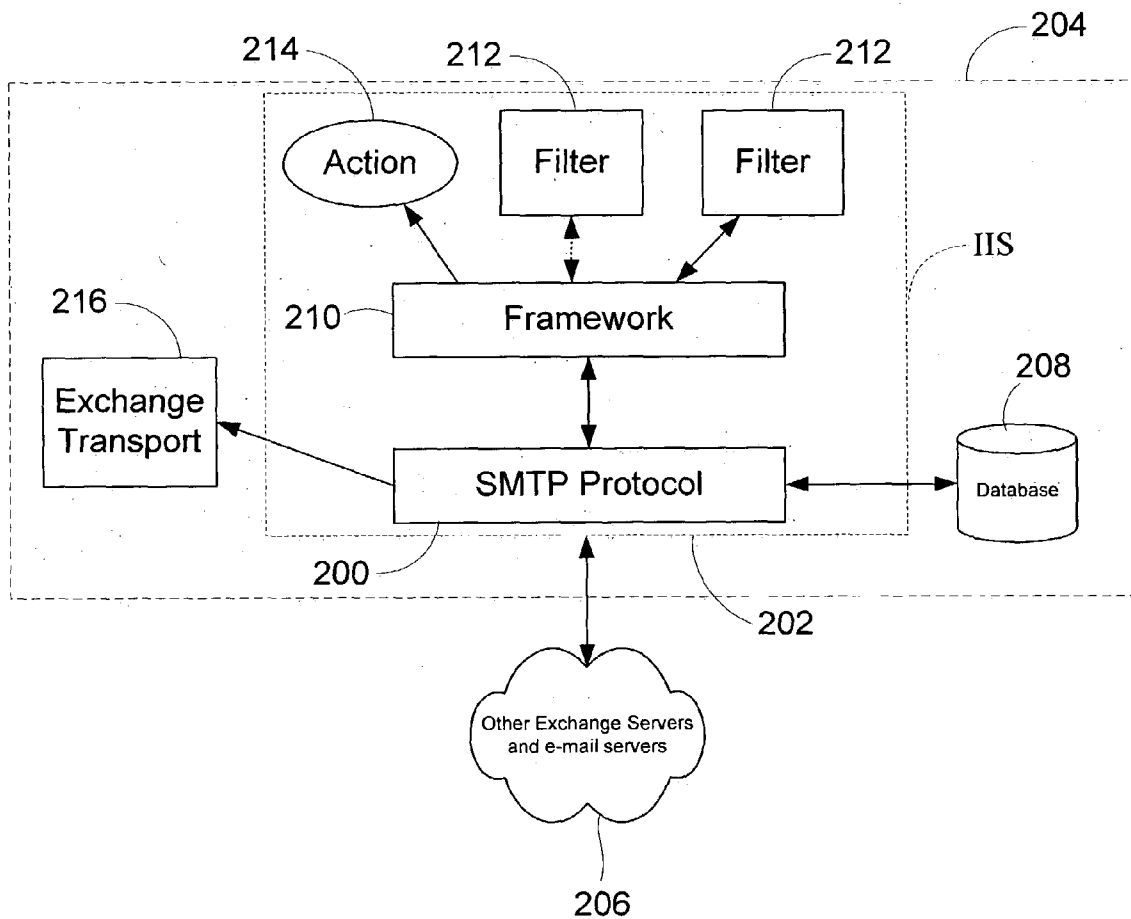 204
214
212
212
Action
Filter
Filter
IIS
210
Framework
216
Exchange
Transport
208
SMTP Protocol
Database
200
202
Other Exchange Servers
and e-mail servers
206